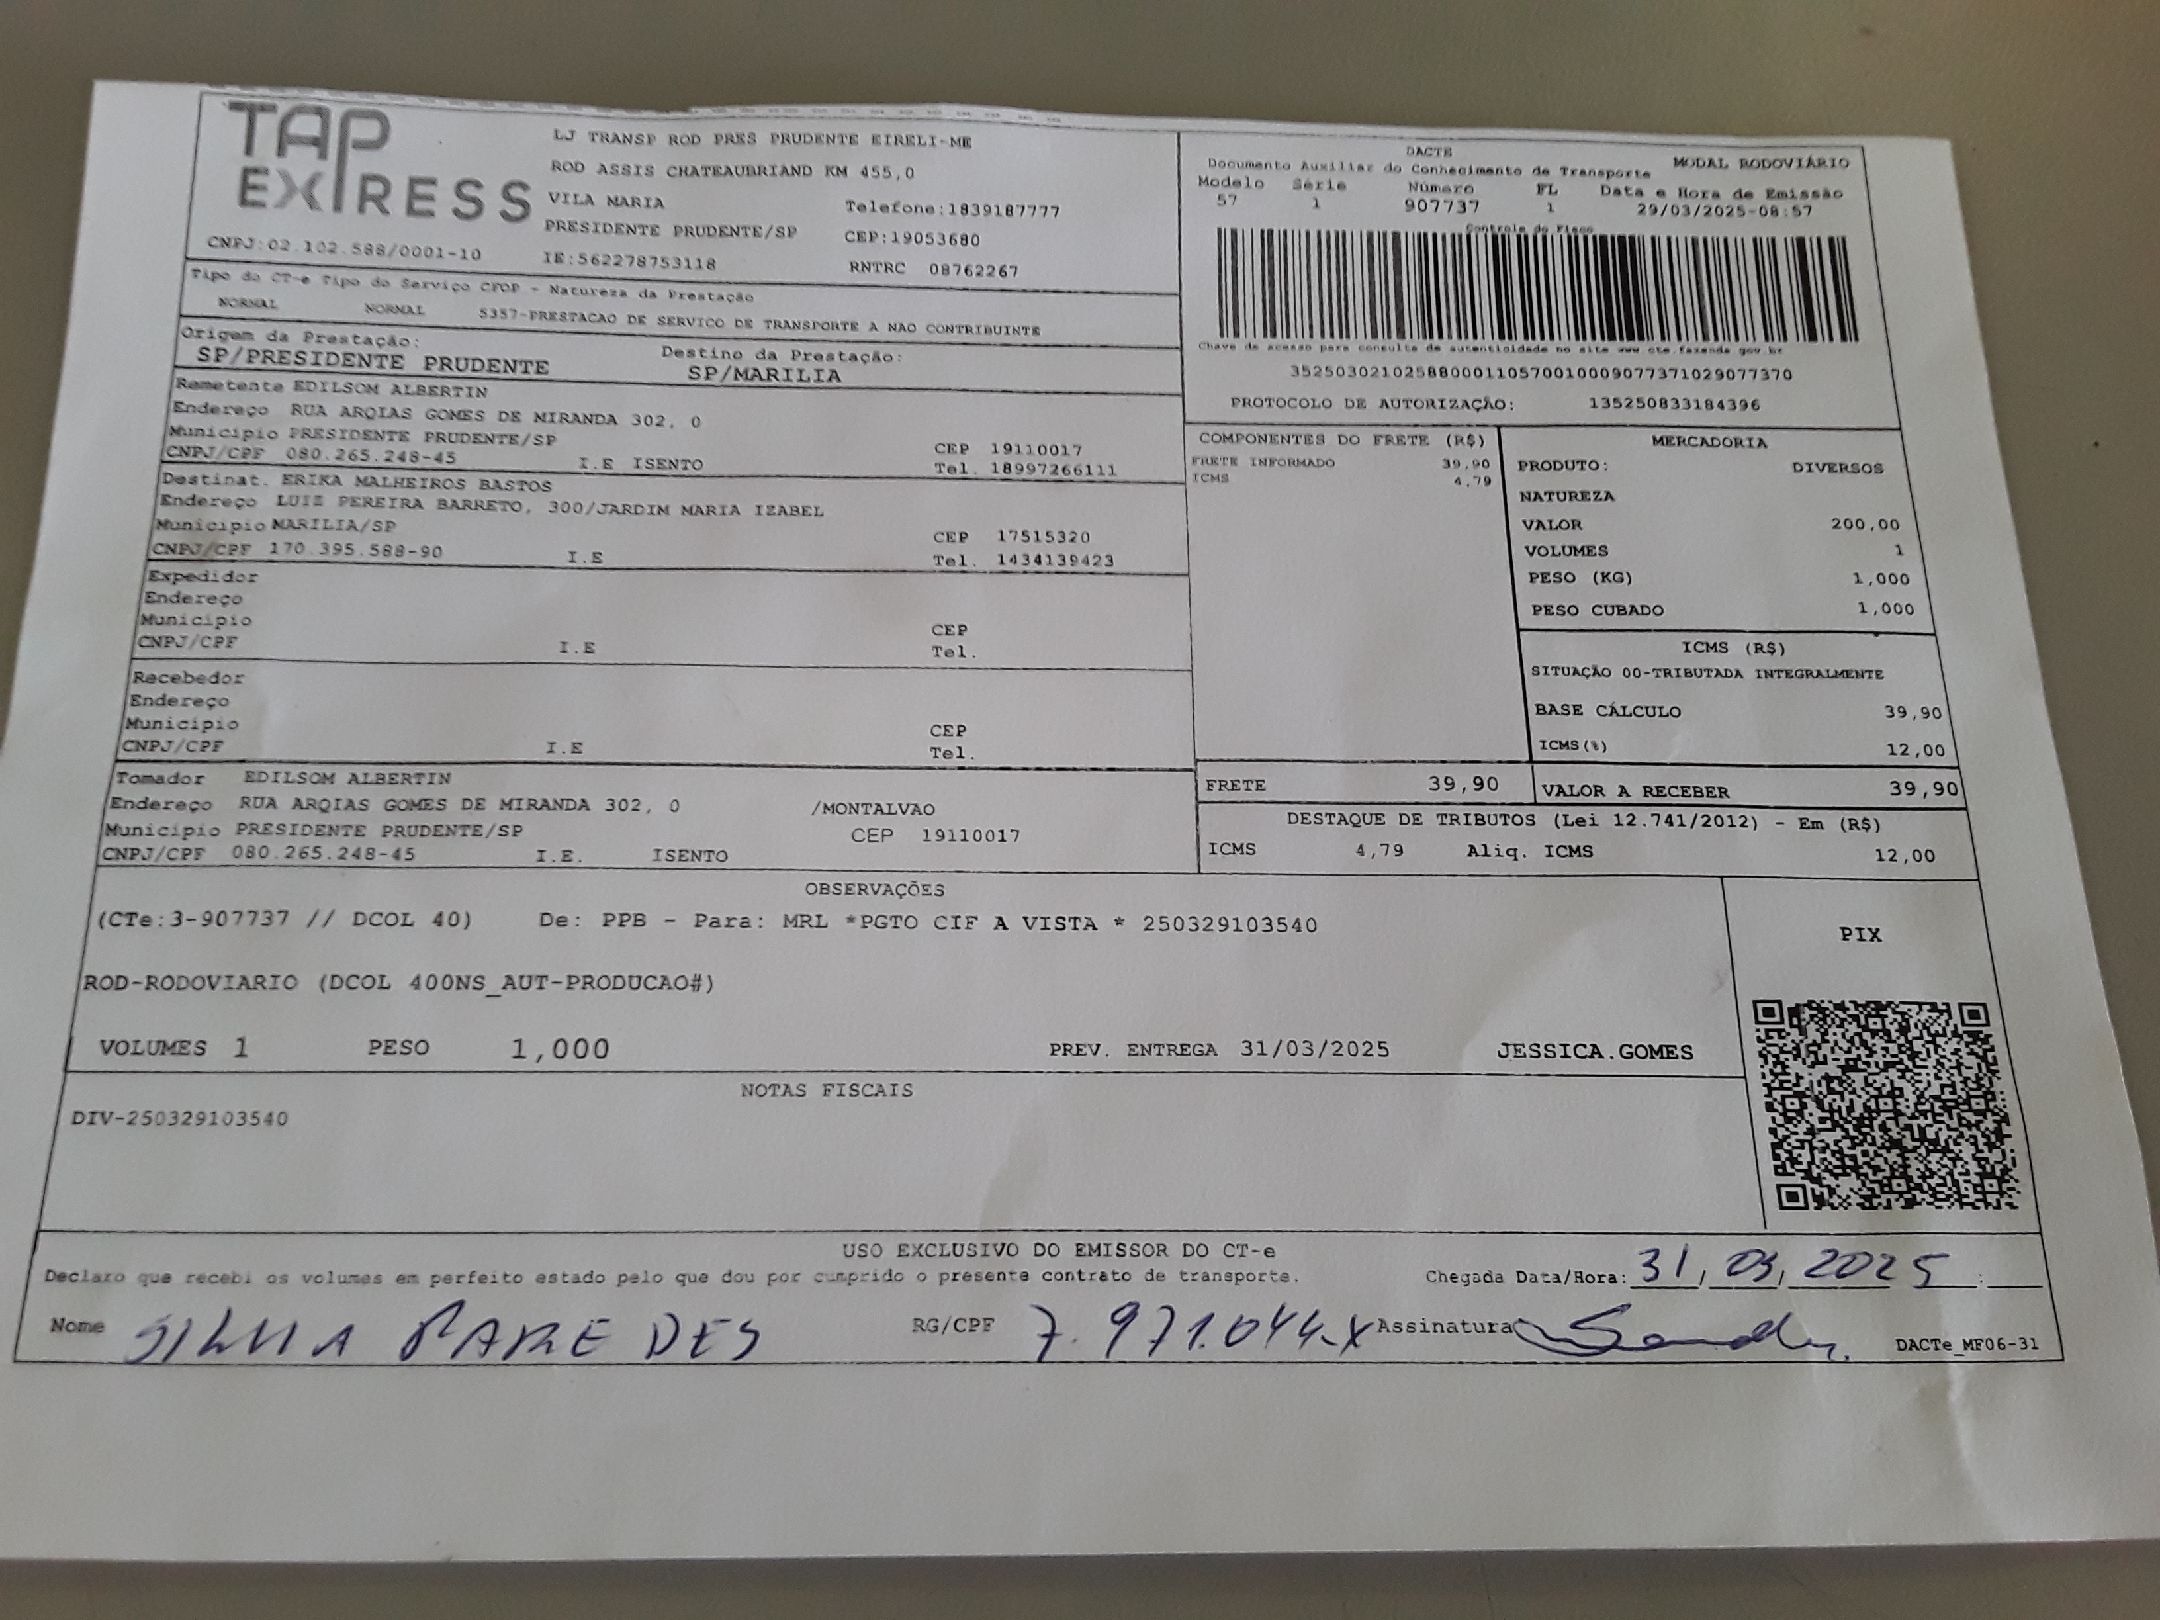 TAP
EXPRESS
CNPJ:02.102.588/0001-10
LJ TRANSP ROD PRES PRUDENTE EIRELI-ME
ROD ASSIS CHATEAUBRIAND KM 455,0
VILA MARIA Telefone:1839187777
PRESIDENTE PRUDENTE/SP CEP:19053680
IE:562278753118 RNTRC 08762267
DACTE MODAL RODOVIÁRIO
Documento Auxiliar do Conhecimento de Transporte
Modelo Série Número FL Data e Hora de Emissão
57 1 907737 1 29/03/2025-08:57
Controle do Fisco
Chave de acesso para consulta de autenticidade no site www.cte.fazenda.gov.br
35250302102588000110570010009077371029077370
PROTOCOLO DE AUTORIZAÇÃO: 135250833184396
Tipo do CT-e Tipo do Serviço CFOP - Natureza da Prestação
NORMAL NORMAL 5357-PRESTACAO DE SERVICO DE TRANSPORTE A NAO CONTRIBUINTE
Origem da Prestação: Destino da Prestação:
SP/PRESIDENTE PRUDENTE SP/MARILIA
Remetente EDILSOM ALBERTIN
Endereço RUA ARQIAS GOMES DE MIRANDA 302, 0
Município PRESIDENTE PRUDENTE/SP CEP 19110017
CNPJ/CPF 080.265.248-45 I.E ISENTO Tel. 18997266111
Destinat. ERIKA MALHEIROS BASTOS
Endereço LUIZ PEREIRA BARRETO, 300/JARDIM MARIA IZABEL
Município MARILIA/SP CEP 17515320
CNPJ/CPF 170.395.588-90 I.E Tel. 1434139423
Expedidor
Endereço
Município CEP
CNPJ/CPF I.E Tel.
Recebedor
Endereço
Município CEP
CNPJ/CPF I.E Tel.
Tomador EDILSOM ALBERTIN
Endereço RUA ARQIAS GOMES DE MIRANDA 302, 0 /MONTALVAO
Município PRESIDENTE PRUDENTE/SP CEP 19110017
CNPJ/CPF 080.265.248-45 I.E. ISENTO
COMPONENTES DO FRETE (R$)
FRETE INFORMADO 39,90
ICMS 4,79
MERCADORIA
PRODUTO: DIVERSOS
NATUREZA
VALOR 200,00
VOLUMES 1
PESO (KG) 1,000
PESO CUBADO 1,000
ICMS (R$)
SITUAÇÃO 00-TRIBUTADA INTEGRALMENTE
BASE CÁLCULO 39,90
ICMS(%) 12,00
FRETE 39,90 VALOR A RECEBER 39,90
DESTAQUE DE TRIBUTOS (Lei 12.741/2012) - Em (R$)
ICMS 4,79 Aliq. ICMS 12,00
OBSERVAÇÕES
(CTe:3-907737 // DCOL 40) De: PPB - Para: MRL *PGTO CIF A VISTA * 250329103540
ROD-RODOVIARIO (DCOL 400NS_AUT-PRODUCAO#)
VOLUMES 1 PESO 1,000 PREV. ENTREGA 31/03/2025 JESSICA.GOMES
PIX
NOTAS FISCAIS
DIV-250329103540
USO EXCLUSIVO DO EMISSOR DO CT-e
Declaro que recebi os volumes em perfeito estado pelo que dou por cumprido o presente contrato de transporte. Chegada Data/Hora: 31/03/2025 :
Nome SILVIA PAREDES RG/CPF 7.971.044-X Assinatura DACTe_MF06-31